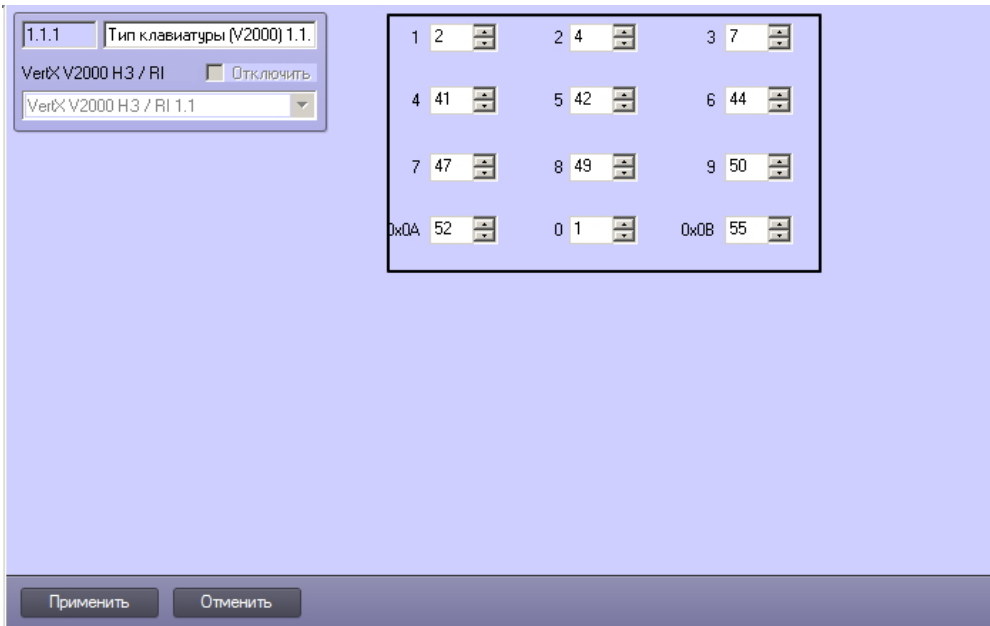 1.1.1 Тип клавиатуры (V2000) 1.1.
VertX V2000 H3 / RI Отключить
VertX V2000 H3 / RI 1.1
1 2 2 4 3 7
4 41 5 42 6 44
7 47 8 49 9 50
0x0A 52 0 1 0x0B 55
Применить Отменить